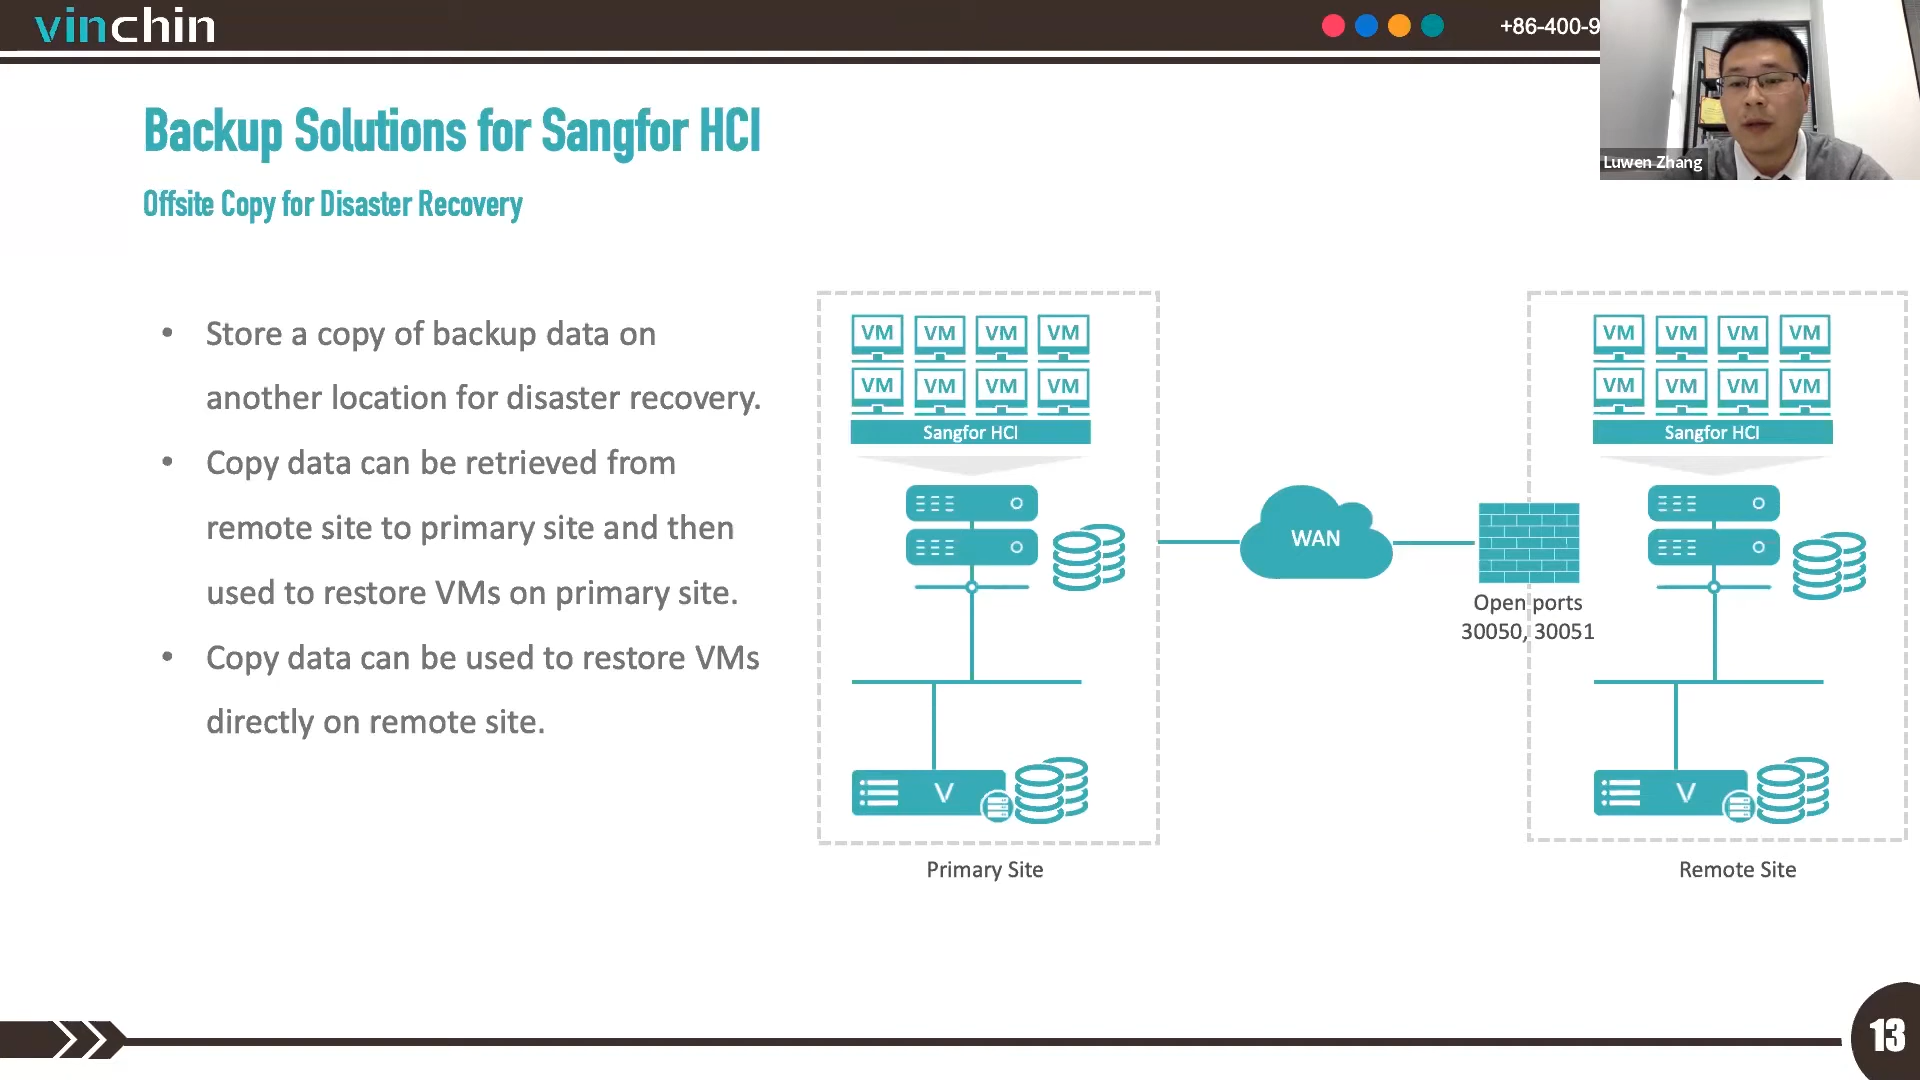 vinchin
+86-400-9
Luwen Zhang
Backup Solutions for Sangfor HCI
Offsite Copy for Disaster Recovery
• Store a copy of backup data on
another location for disaster recovery.
• Copy data can be retrieved from
remote site to primary site and then
used to restore VMs on primary site.
• Copy data can be used to restore VMs
directly on remote site.
VM VM VM VM
VM VM VM VM
Sangfor HCI
V
Primary Site
WAN
Open ports
30050, 30051
VM VM VM VM
VM VM VM VM
Sangfor HCI
V
Remote Site
13